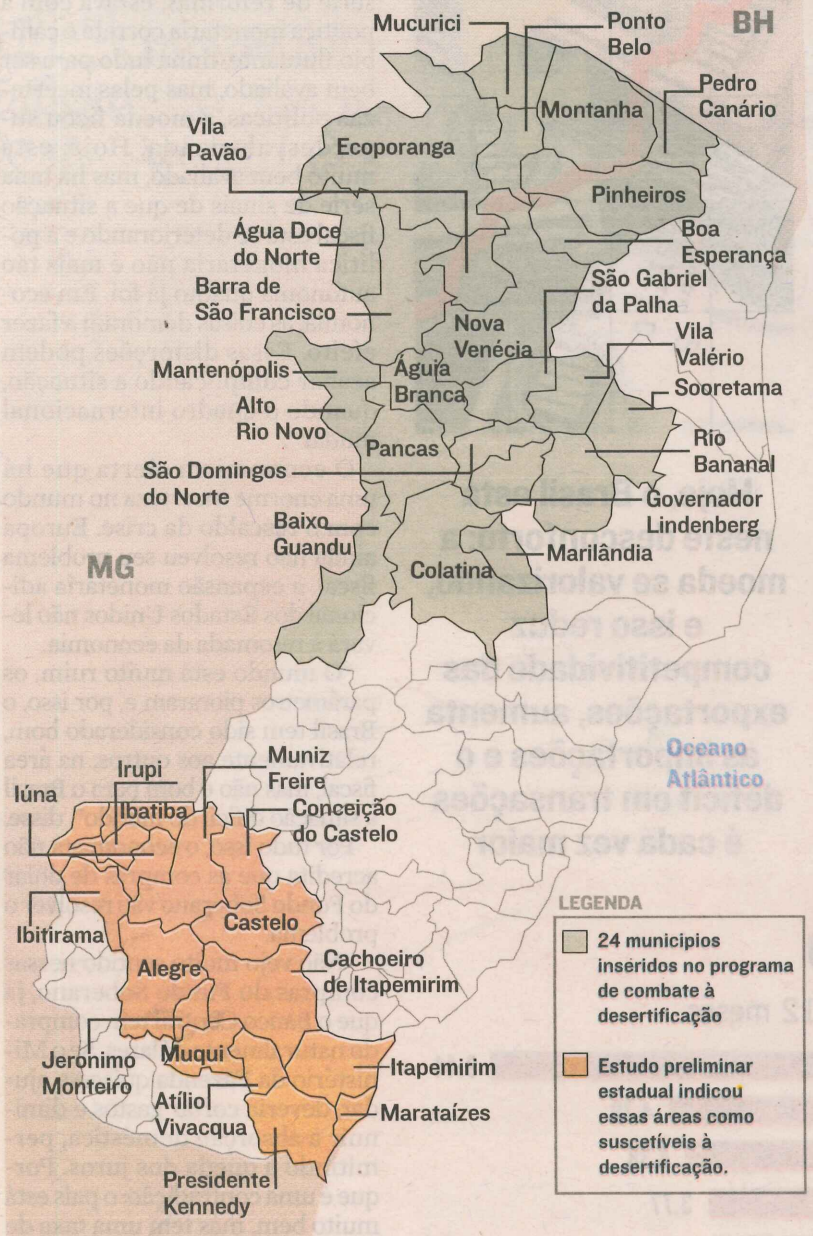 Mucurici
Ponto
Belo
BH
Pedro
Canário
Montanha
Vila
Pavão
Ecoporanga
Pinheiros
Água Doce
do Norte
Boa
Esperança
Barra de
São Francisco
São Gabriel
da Palha
Nova
Venécia
Vila
Valério
Mantenópolis
Águia
Branca
Sooretama
Alto
Rio Novo
Pancas
Rio
Bananal
São Domingos
do Norte
Governador
Lindenberg
Baixo
Guandu
Marilândia
MG
Colatina
Oceano
Atlântico
Muniz
Freire
Irupi
Iúna
Ibatiba
Conceição
do Castelo
Ibitirama
Castelo
Alegre
Cachoeiro
de Itapemirim
Jeronimo
Monteiro
Muqui
Itapemirim
Atílio
Vivacqua
Marataízes
Presidente
Kennedy
LEGENDA
24 municipios
inseridos no programa
de combate à
desertificação
Estudo preliminar
estadual indicou
essas áreas como
suscetíveis à
desertificação.